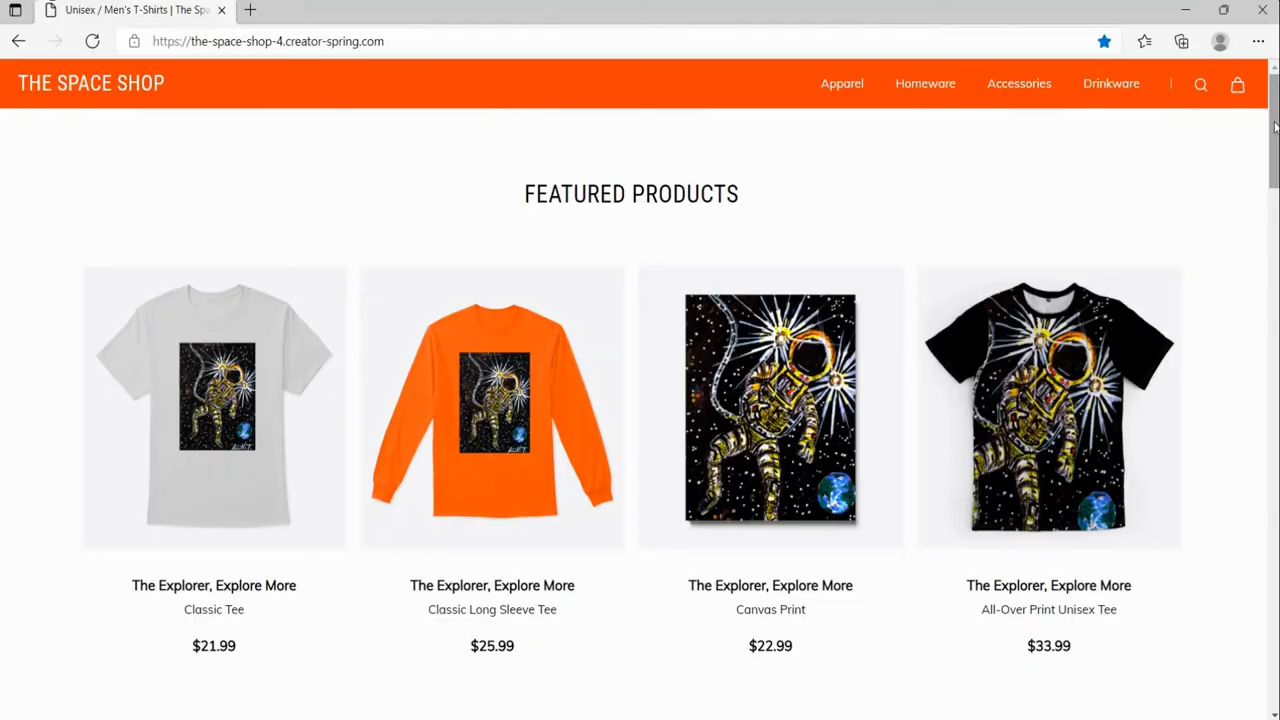 Unisex / Men's T-Shirts | The Spa
https://the-space-shop-4.creator-spring.com
THE SPACE SHOP
Apparel
Homeware
Accessories
Drinkware
FEATURED PRODUCTS
The Explorer, Explore More
Classic Tee
$21.99
The Explorer, Explore More
Classic Long Sleeve Tee
$25.99
The Explorer, Explore More
Canvas Print
$22.99
The Explorer, Explore More
All-Over Print Unisex Tee
$33.99